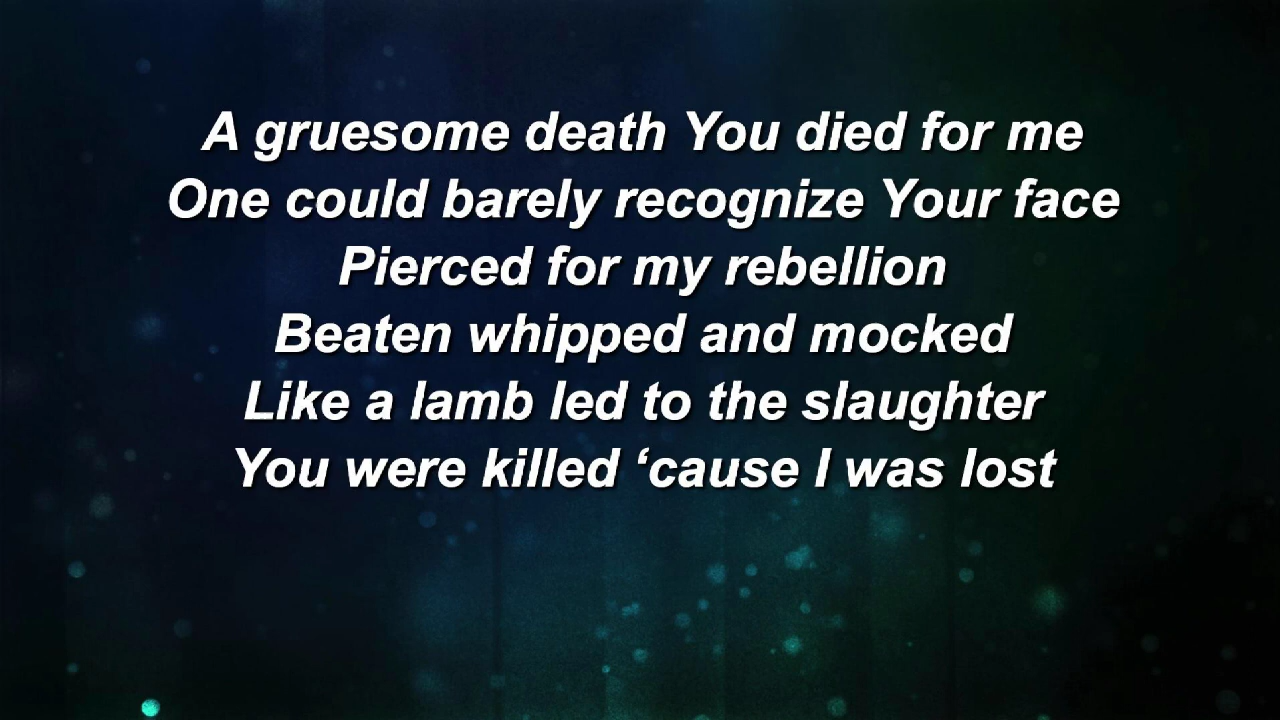 A gruesome death You died for me
One could barely recognize Your face
Pierced for my rebellion
Beaten whipped and mocked
Like a lamb led to the slaughter
You were killed ‘cause I was lost